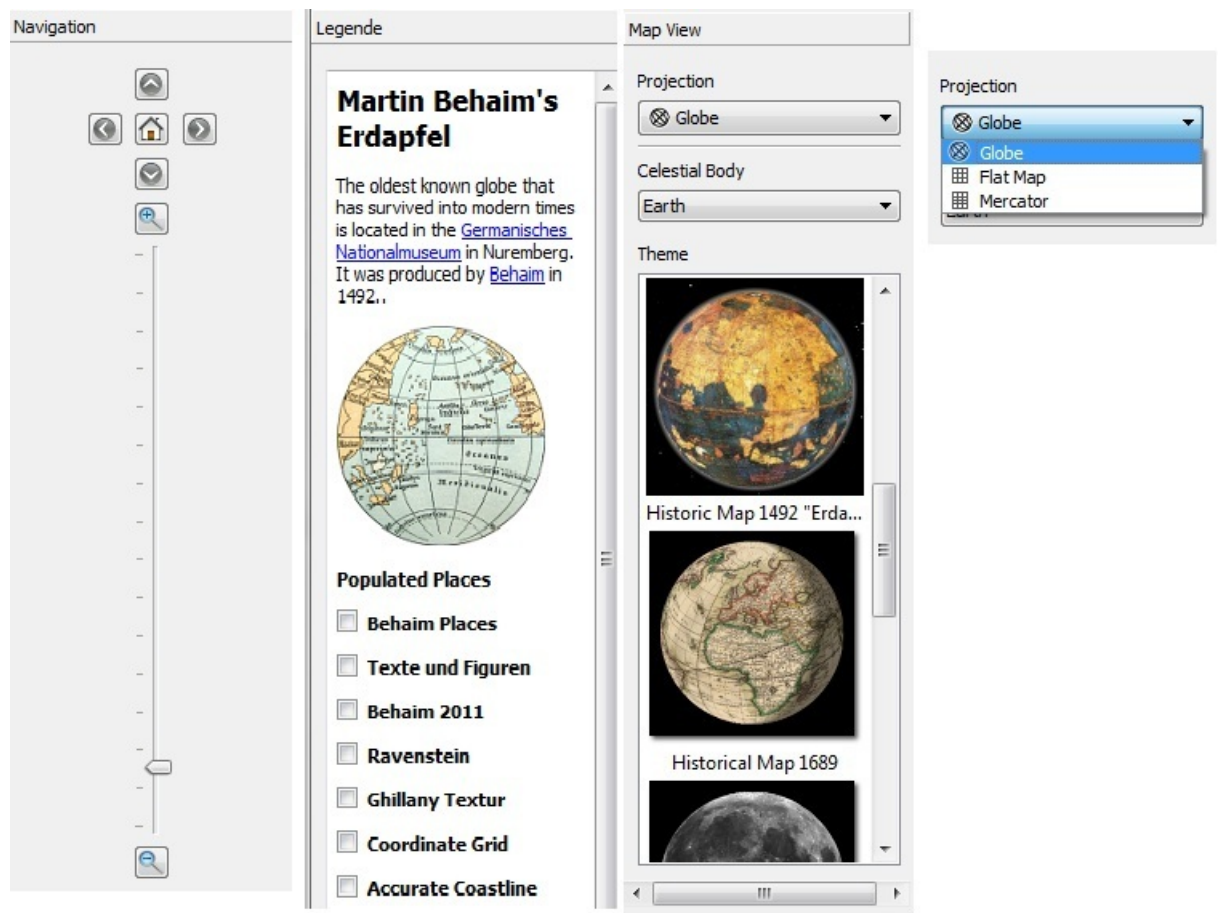 Navigation
Legende
Martin Behaim's
Erdapfel
The oldest known globe that
has survived into modern times
is located in the Germanisches
Nationalmuseum in Nuremberg.
It was produced by Behaim in
1492..
Populated Places
Behaim Places
Texte und Figuren
Behaim 2011
Ravenstein
Ghillany Textur
Coordinate Grid
Accurate Coastline
Map View
Projection
Globe
Celestial Body
Earth
Theme
Historic Map 1492 "Erda...
Historical Map 1689
Projection
Globe
Globe
Flat Map
Mercator